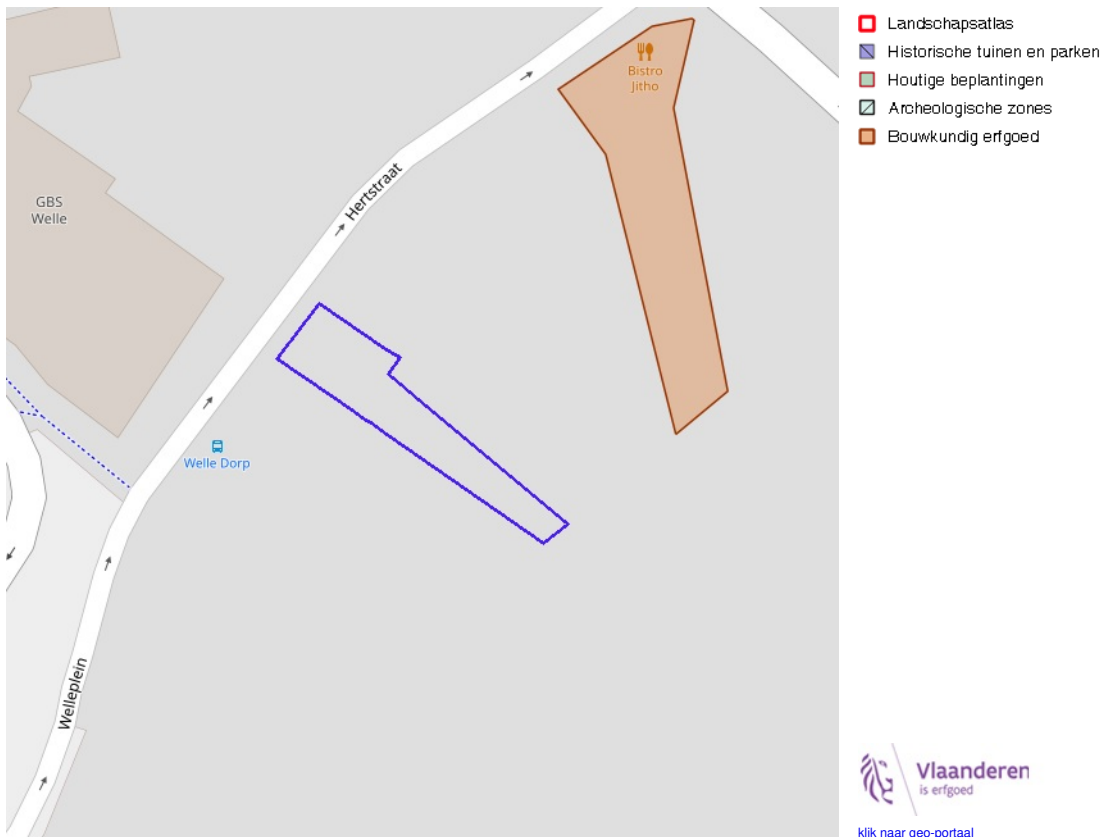 Bistro
Jitho
Hertstraat
GBS
Welle
Welle Dorp
Welleplein
Landschapsatlas
Historische tuinen en parken
Houtige beplantingen
Archeologische zones
Bouwkundig erfgoed
Vlaanderen
is erfgoed
klik naar geo-portaal